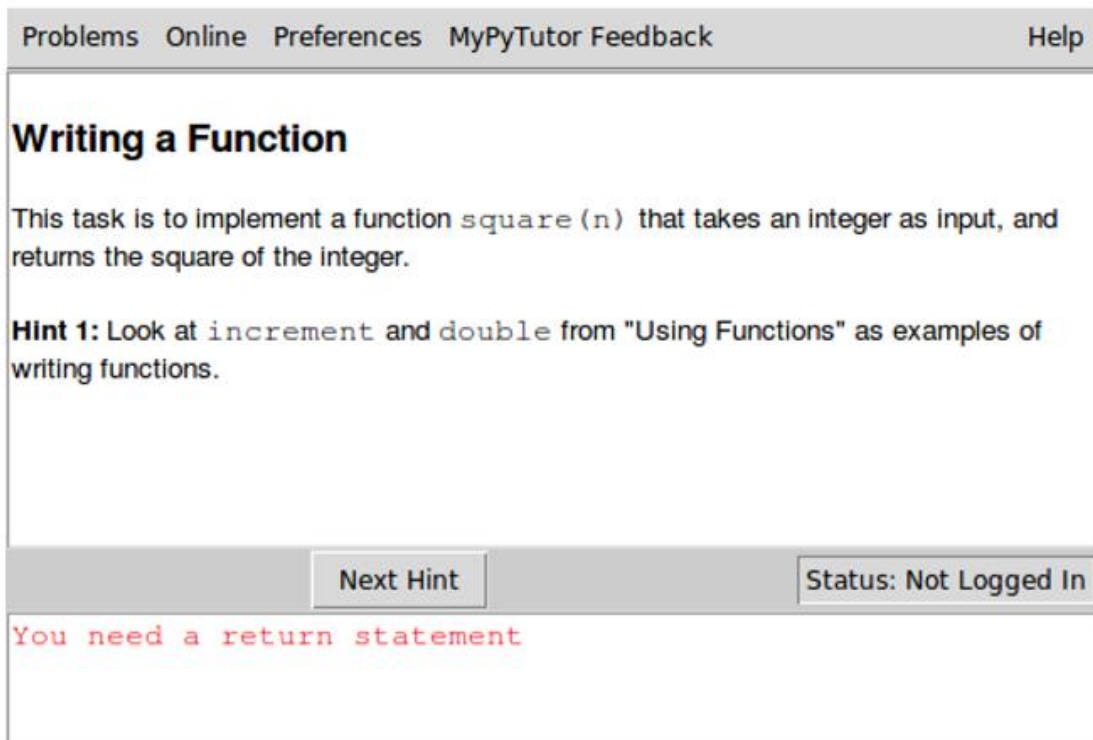 Problems Online Preferences MyPyTutor Feedback Help
Writing a Function
This task is to implement a function square(n) that takes an integer as input, and
returns the square of the integer.
Hint 1: Look at increment and double from "Using Functions" as examples of
writing functions.
Next Hint
Status: Not Logged In
You need a return statement